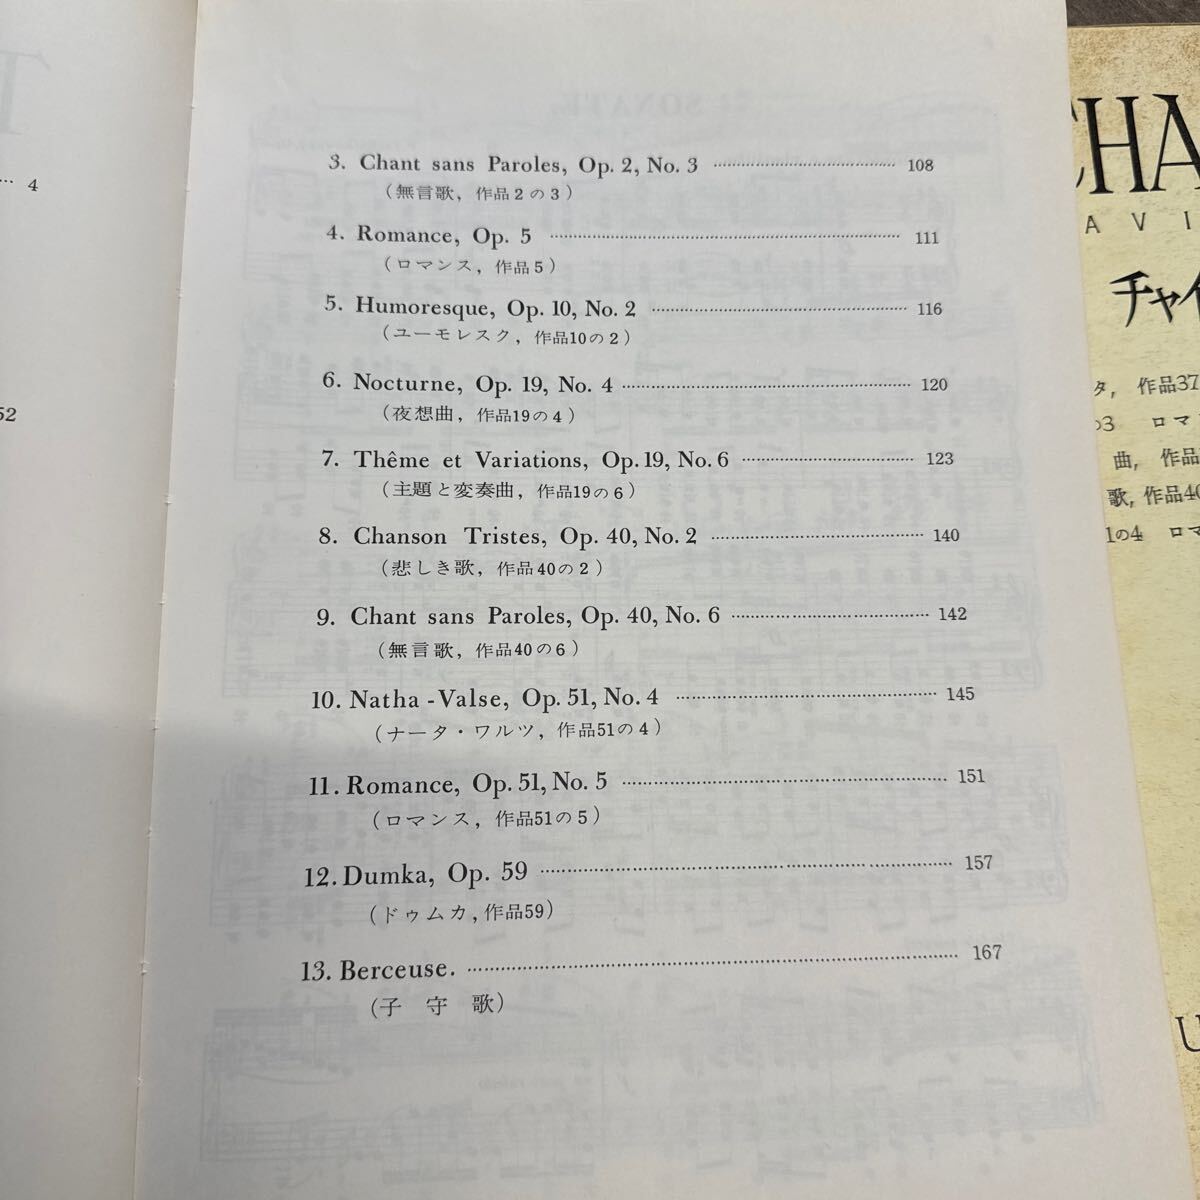 4
52
3. Chant sans Paroles, Op. 2, No. 3 108
(無言歌, 作品2の3)
4. Romance, Op. 5 111
(ロマンス, 作品5)
5. Humoresque, Op. 10, No. 2 116
(ユーモレスク, 作品10の2)
6. Nocturne, Op. 19, No. 4 120
(夜想曲, 作品19の4)
7. Thême et Variations, Op. 19, No. 6 123
(主題と変奏曲, 作品19の6)
8. Chanson Tristes, Op. 40, No. 2 140
(悲しき歌, 作品40の2)
9. Chant sans Paroles, Op. 40, No. 6 142
(無言歌, 作品40の6)
10. Natha-Valse, Op. 51, No. 4 145
(ナータ・ワルツ, 作品51の4)
11. Romance, Op. 51, No. 5 151
(ロマンス, 作品51の5)
12. Dumka, Op. 59 157
(ドゥムカ, 作品59)
13. Berceuse. 167
(子守歌)
CHA
AVI
チャイ
タ, 作品37
の3 ロマ
曲, 作品
歌, 作品40
1の4 ロマ
U